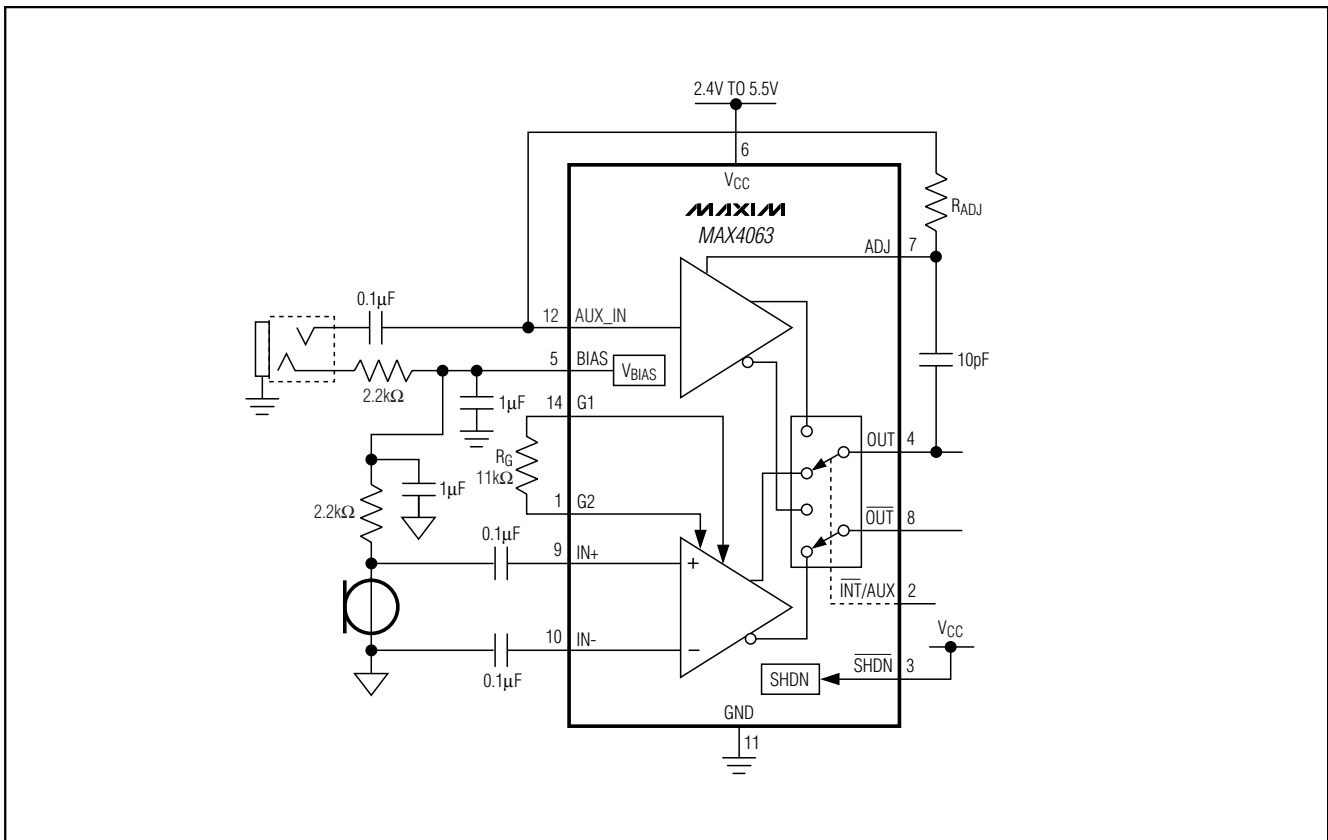 2.4V TO 5.5V
6
VCC
MAXIM
MAX4063
RADJ
ADJ 7
0.1µF
12 AUX_IN
10pF
5 BIAS
VBIAS
2.2kΩ
1µF
14 G1
OUT 4
RG
11kΩ
1µF
2.2kΩ
1 G2
OUT 8
0.1µF
9 IN+
+
INT/AUX 2
VCC
10 IN-
−
SHDN 3
0.1µF
SHDN
GND
11